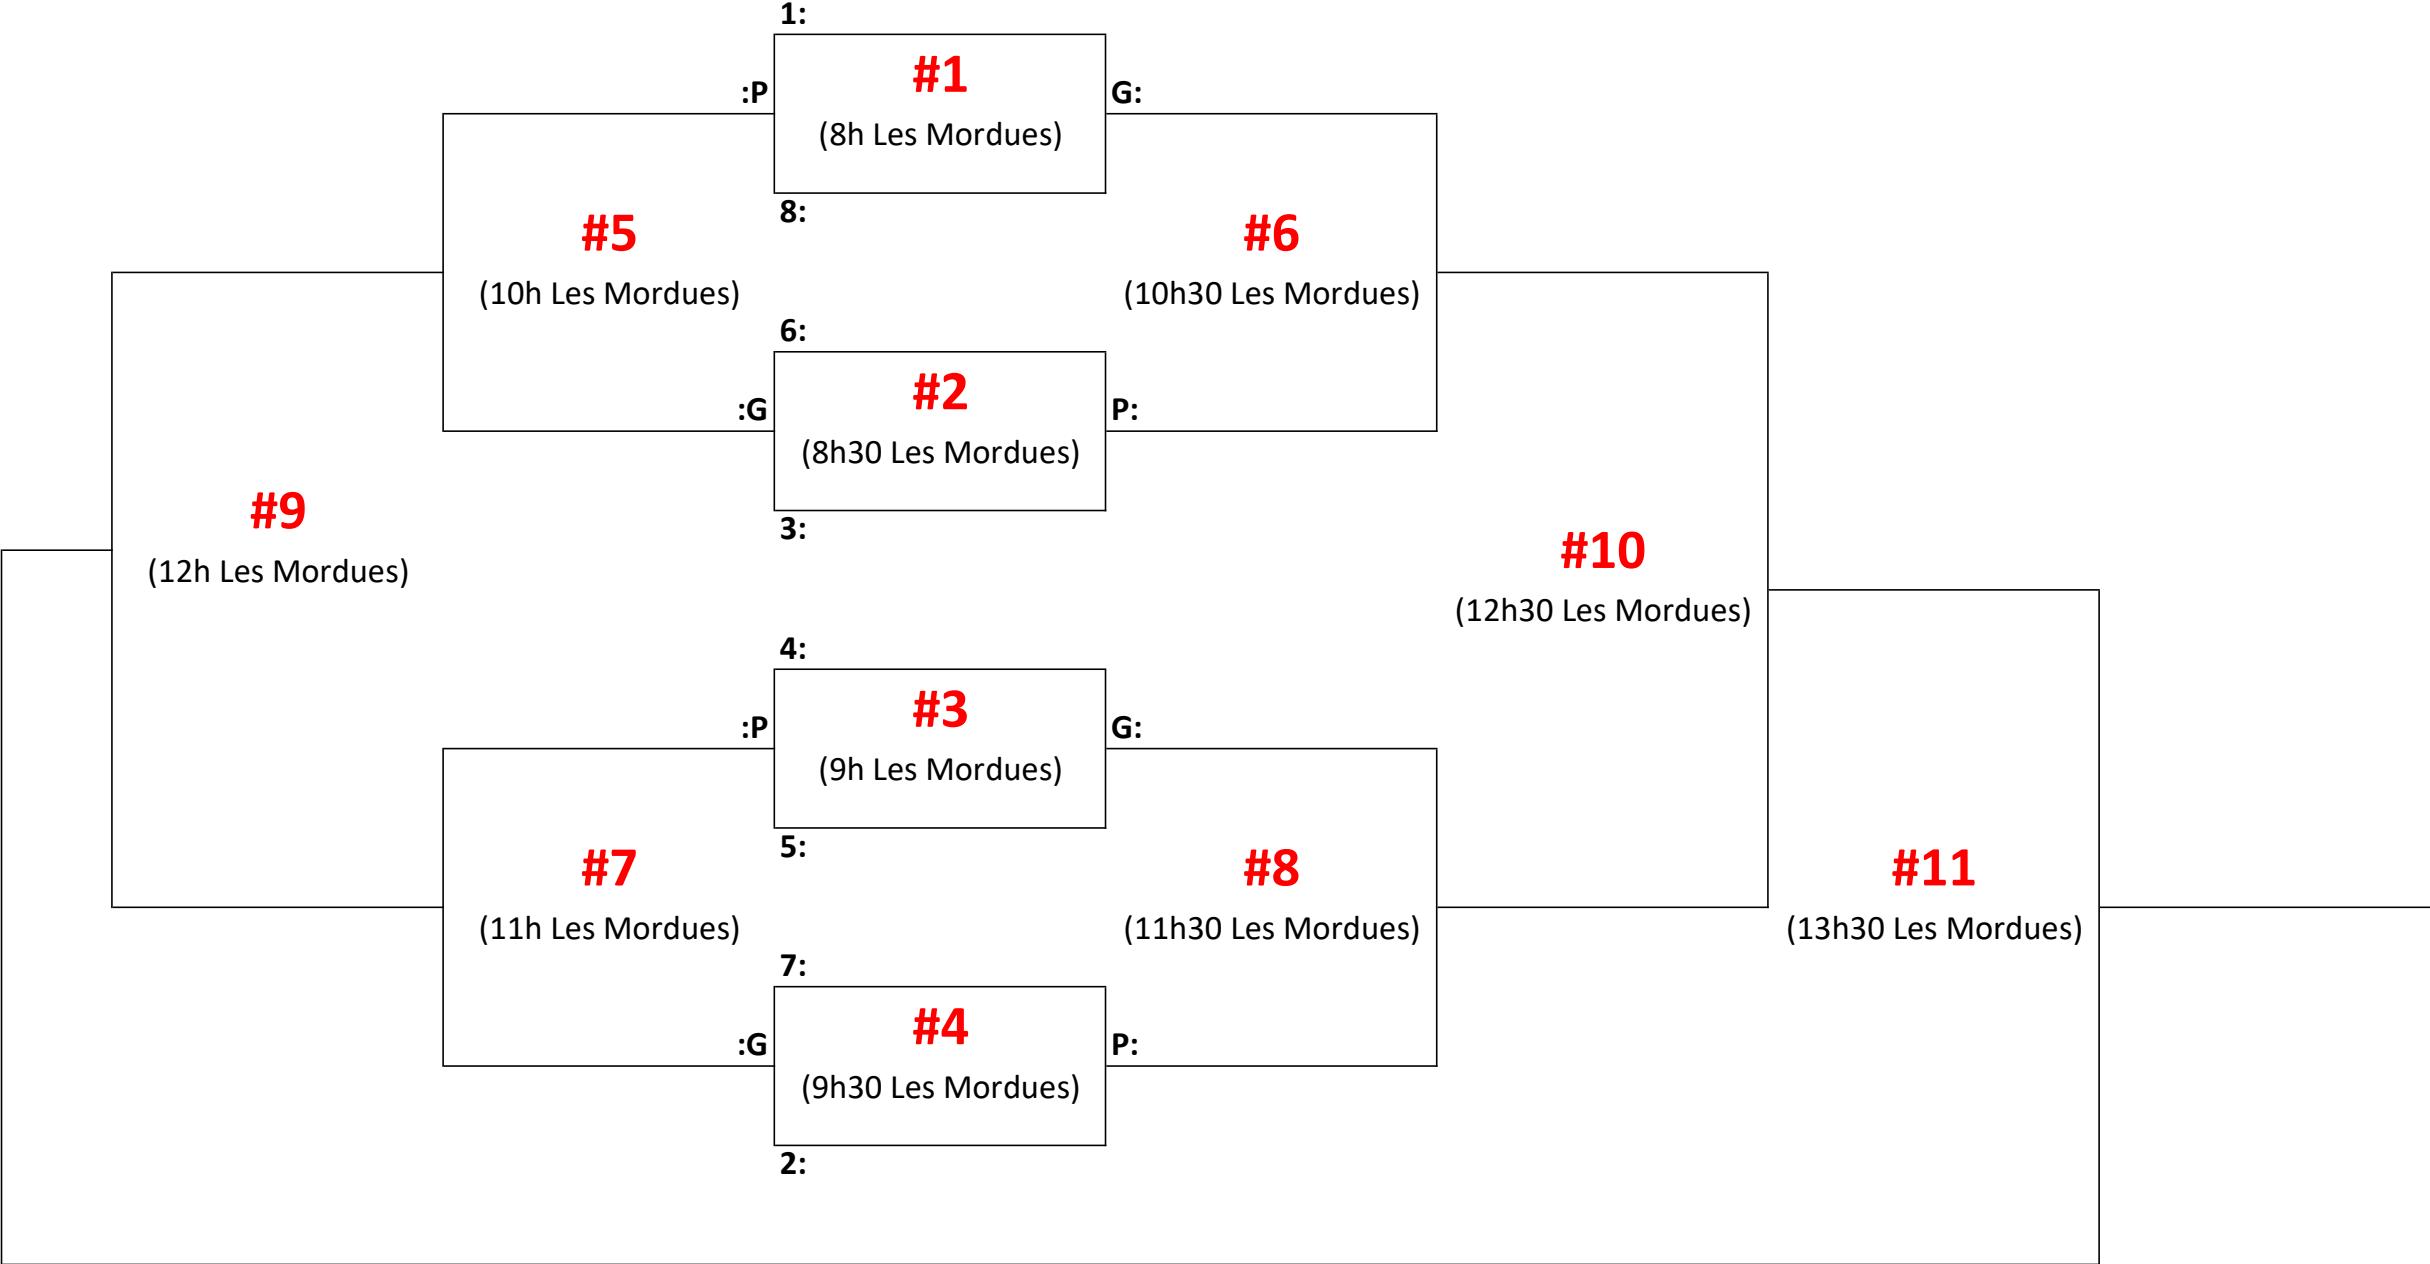 1:
#1
:P
G:
(8h Les Mordues)
8:
#5
#6
(10h Les Mordues)
(10h30 Les Mordues)
6:
#2
:G
P:
(8h30 Les Mordues)
#9
3:
#10
(12h Les Mordues)
(12h30 Les Mordues)
4:
#3
:P
G:
(9h Les Mordues)
5:
#7
#8
#11
(11h Les Mordues)
(11h30 Les Mordues)
(13h30 Les Mordues)
7:
#4
:G
P:
(9h30 Les Mordues)
2: